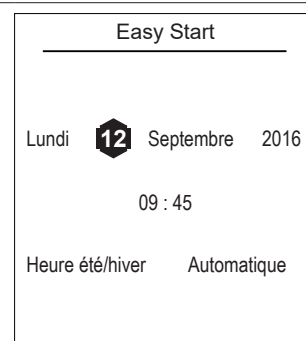 Easy Start
Lundi 12 Septembre 2016
09 : 45
Heure été/hiver Automatique